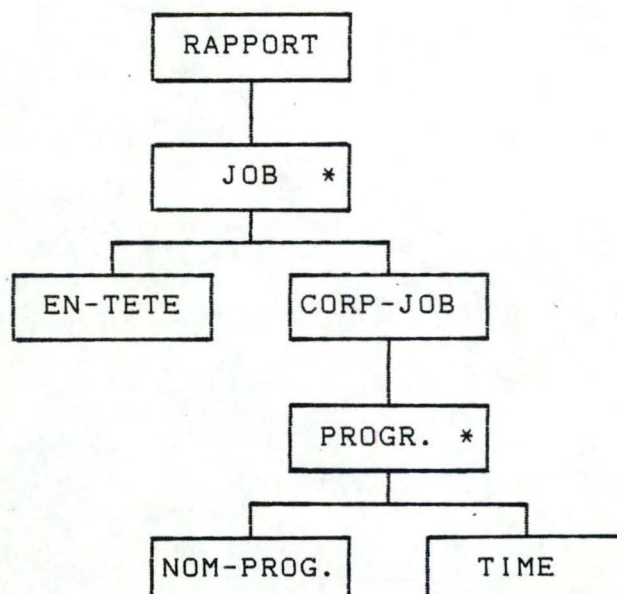 RAPPORT
JOB *
EN-TETE
CORP-JOB
PROGR. *
NOM-PROG.
TIME